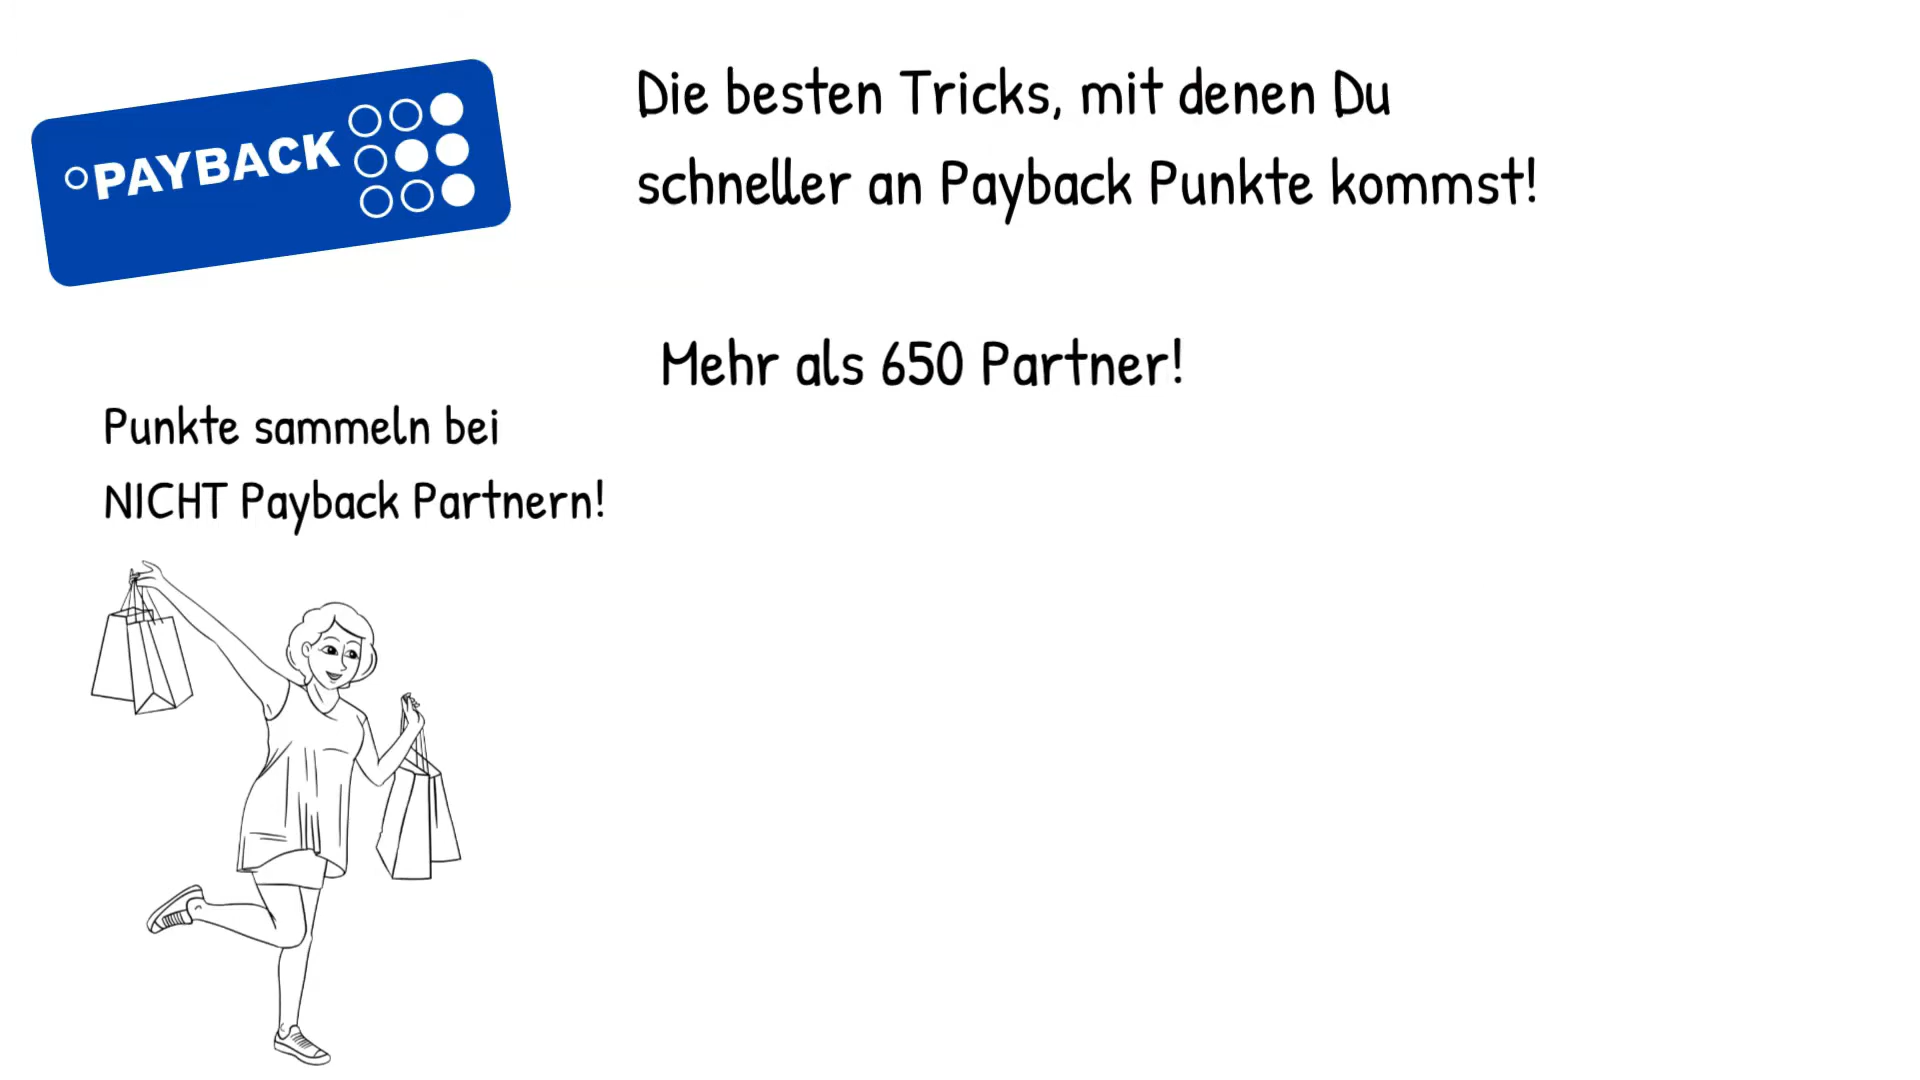 PAYBACK
Die besten Tricks, mit denen Du
schneller an Payback Punkte kommst!
Mehr als 650 Partner!
Punkte sammeln bei
NICHT Payback Partnern!